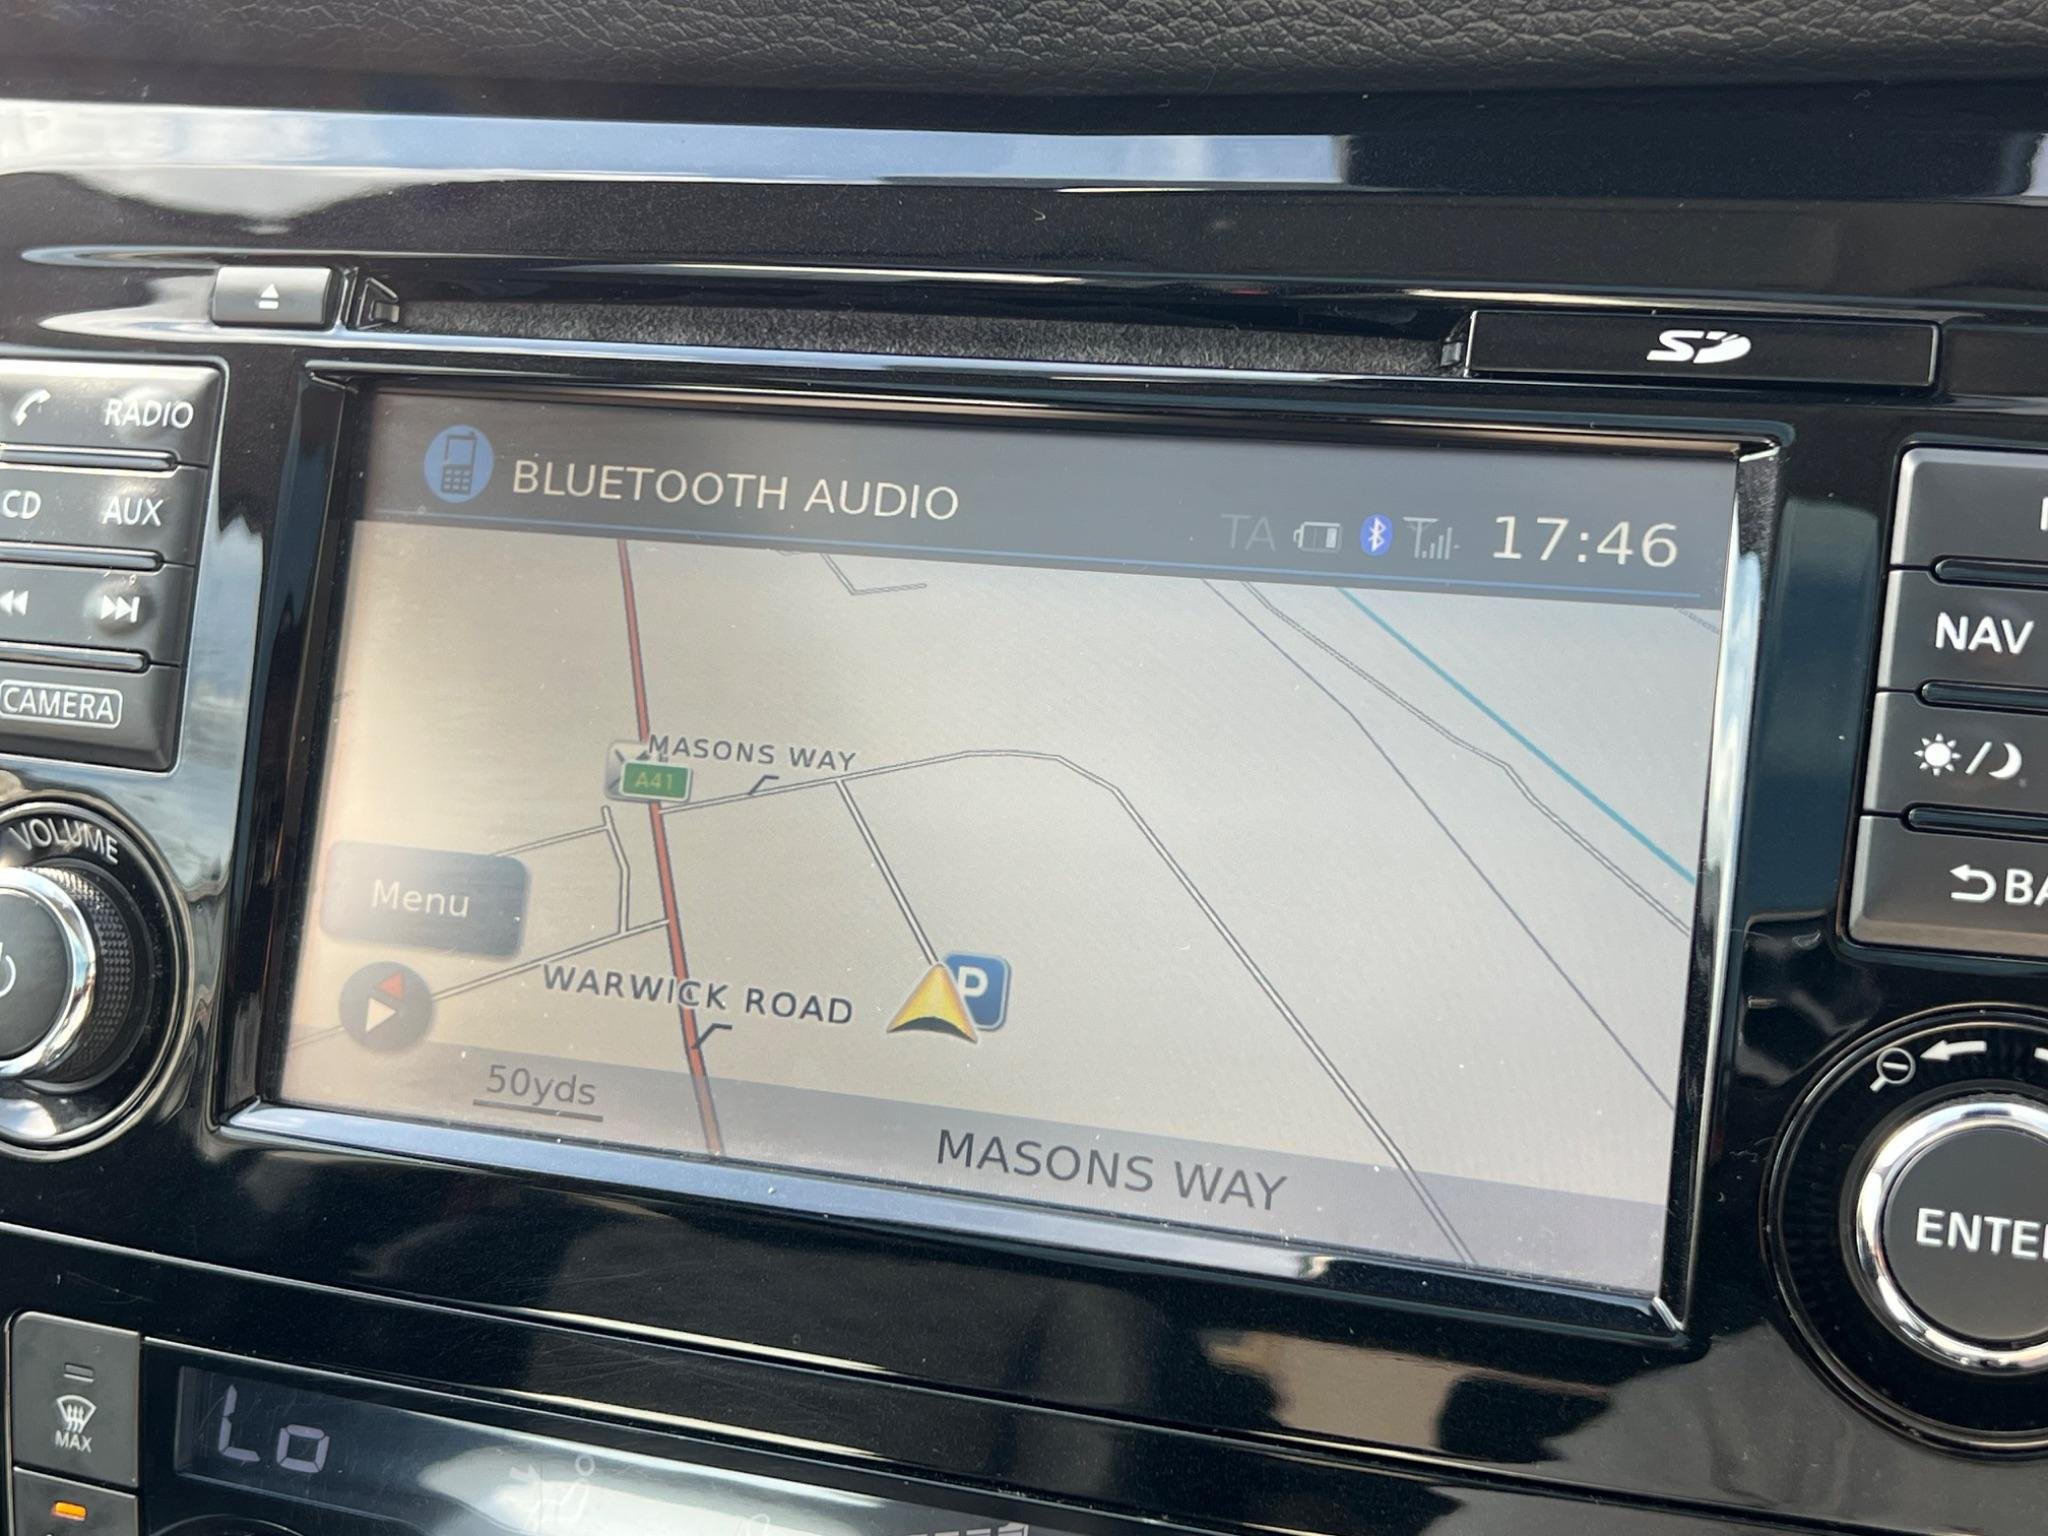 SD
RADIO
BLUETOOTH AUDIO
TA
17:46
CD
AUX
NAV
CAMERA
MASONS WAY
A41
VOLUME
Menu
P
WARWICK ROAD
50yds
MASONS WAY
ENTE
MAX
Lo